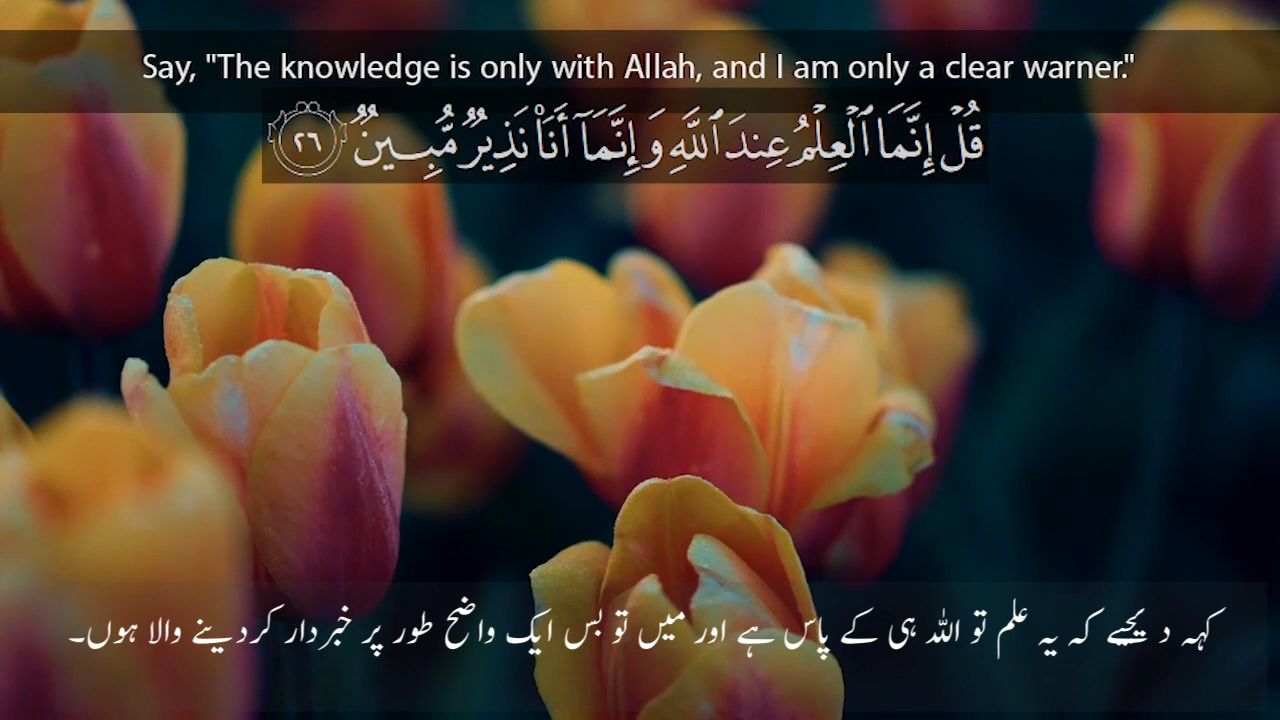 Say, "The knowledge is only with Allah, and I am only a clear warner."
قُلْ إِنَّمَا ٱلْعِلْمُ عِندَ ٱللَّهِ وَإِنَّمَآ أَنَا۠ نَذِيرٌ مُّبِينٌ ٢٦
کہہ دیجیے کہ یہ علم تو اللہ ہی کے پاس ہے اور میں تو بس ایک واضح طور پر خبردار کردینے والا ہوں۔